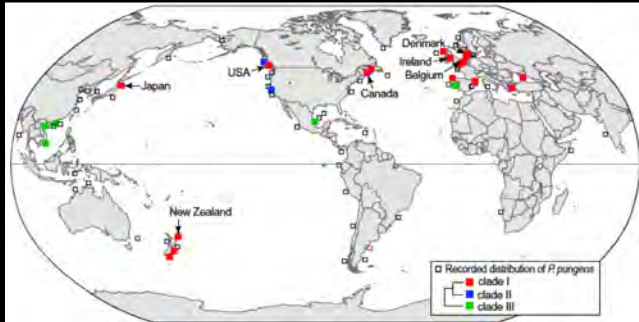 Denmark
Ireland
Belgium
USA
Canada
Japan
New Zealand
Recorded distribution of P. pungens
clade I
clade II
clade III